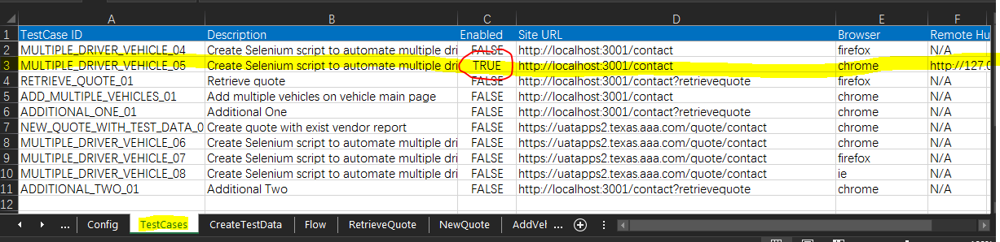 A B C D E F
1 TestCase ID Description Enabled Site URL Browser Remote Hu
2 MULTIPLE_DRIVER_VEHICLE_04 Create Selenium script to automate multiple dri FALSE http://localhost:3001/contact firefox N/A
3 MULTIPLE_DRIVER_VEHICLE_05 Create Selenium script to automate multiple dri TRUE http://localhost:3001/contact chrome http://127.0
4 RETRIEVE_QUOTE_01 Retrieve quote FALSE http://localhost:3001/contact?retrievequote firefox N/A
5 ADD_MULTIPLE_VEHICLES_01 Add multiple vehicles on vehicle main page FALSE http://localhost:3001/contact chrome N/A
6 ADDITIONAL_ONE_01 Additional One FALSE http://localhost:3001/contact?retrievequote chrome N/A
7 NEW_QUOTE_WITH_TEST_DATA_0 Create quote with exist vendor report FALSE https://uatapps2.texas.aaa.com/quote/contact chrome N/A
8 MULTIPLE_DRIVER_VEHICLE_06 Create Selenium script to automate multiple dri FALSE https://uatapps2.texas.aaa.com/quote/contact chrome N/A
9 MULTIPLE_DRIVER_VEHICLE_07 Create Selenium script to automate multiple dri FALSE https://uatapps2.texas.aaa.com/quote/contact firefox N/A
10 MULTIPLE_DRIVER_VEHICLE_08 Create Selenium script to automate multiple dri FALSE https://uatapps2.texas.aaa.com/quote/contact ie N/A
11 ADDITIONAL_TWO_01 Additional Two FALSE http://localhost:3001/contact?retrievequote chrome N/A
12
... Config TestCases CreateTestData Flow RetrieveQuote NewQuote AddVeh ...